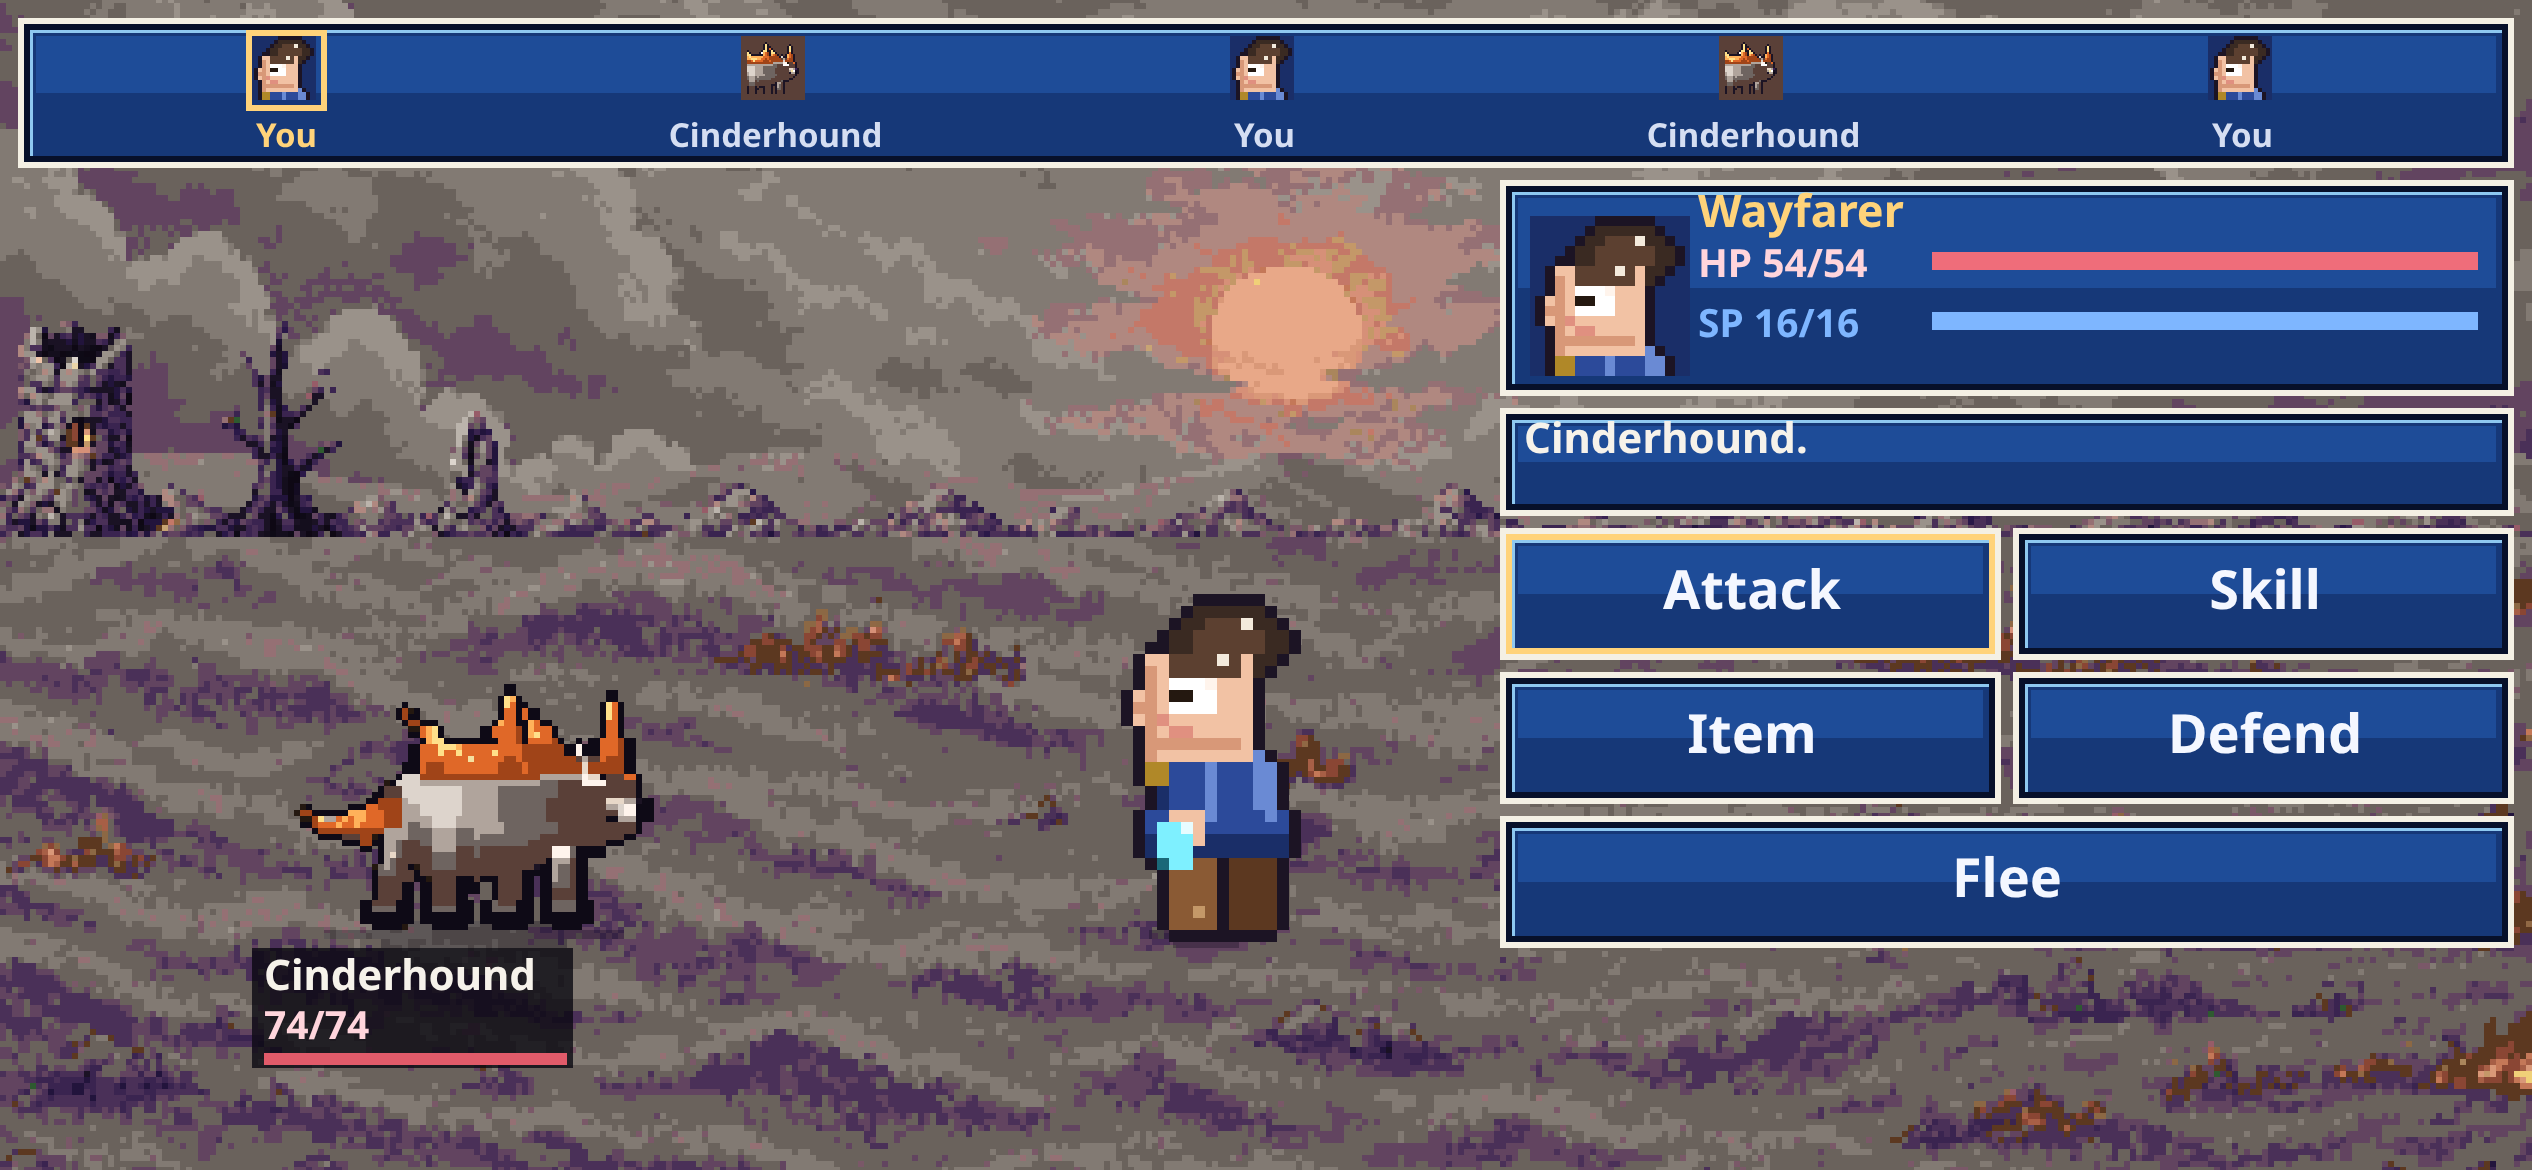 You
Cinderhound
You
Cinderhound
You
Wayfarer
HP 54/54
SP 16/16
Cinderhound.
Attack
Skill
Item
Defend
Flee
Cinderhound
74/74